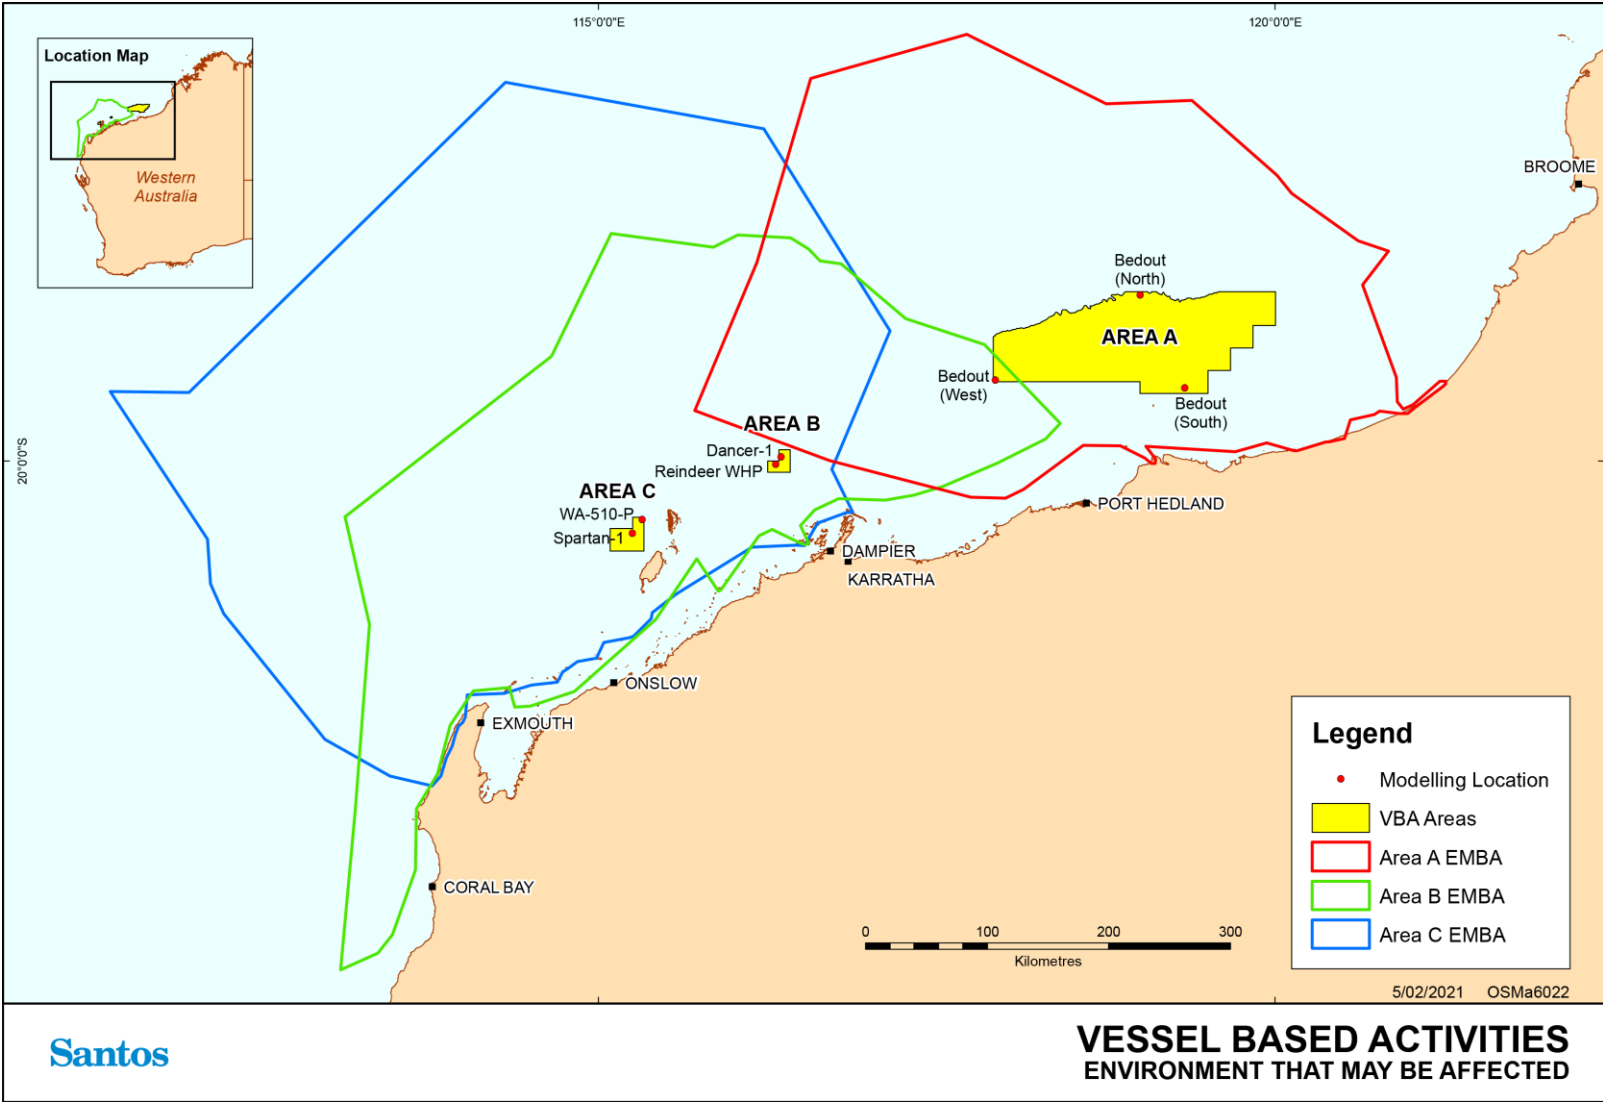 115°0'0"E
120°0'0"E
Location Map
Western
Australia
BROOME
Bedout
(North)
AREA A
Bedout
(West)
Bedout
(South)
AREA B
Dancer-1
Reindeer WHP
20°0'0"S
AREA C
WA-510-P
Spartan-1
PORT HEDLAND
DAMPIER
KARRATHA
ONSLOW
EXMOUTH
CORAL BAY
Legend
Modelling Location
VBA Areas
Area A EMBA
Area B EMBA
Area C EMBA
0 100 200 300
Kilometres
5/02/2021 OSMa6022
Santos
VESSEL BASED ACTIVITIES
ENVIRONMENT THAT MAY BE AFFECTED